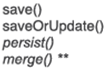 save()
saveOrUpdate()
persist()
merge() **